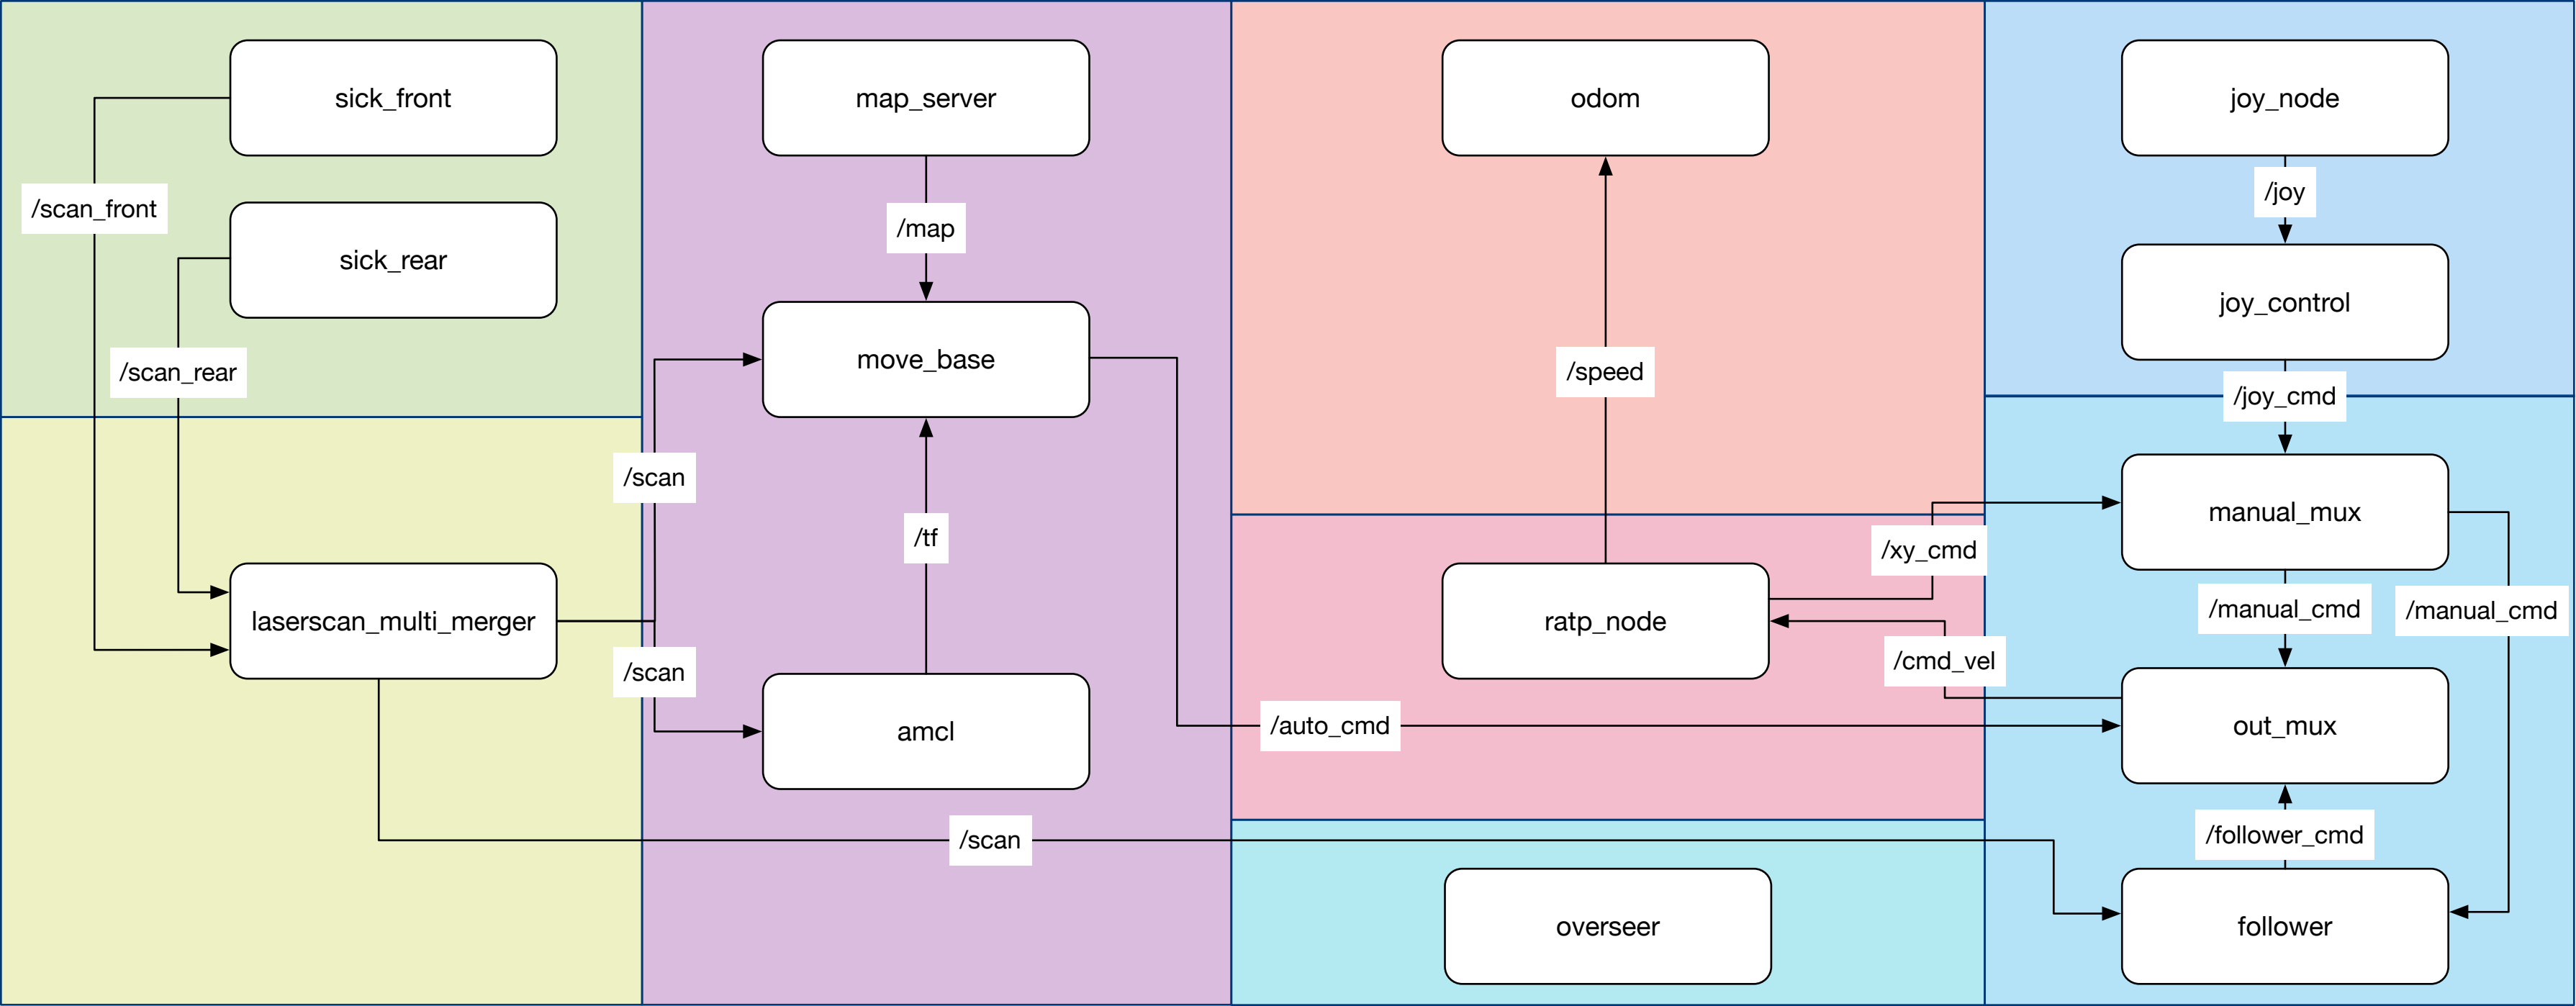 sick_front
map_server
odom
joy_node
/joy
/scan_front
/map
sick_rear
joy_control
move_base
/speed
/scan_rear
/joy_cmd
/scan
manual_mux
/tf
/xy_cmd
/manual_cmd
/manual_cmd
laserscan_multi_merger
ratp_node
/cmd_vel
/scan
amcl
/auto_cmd
out_mux
/scan
/follower_cmd
overseer
follower